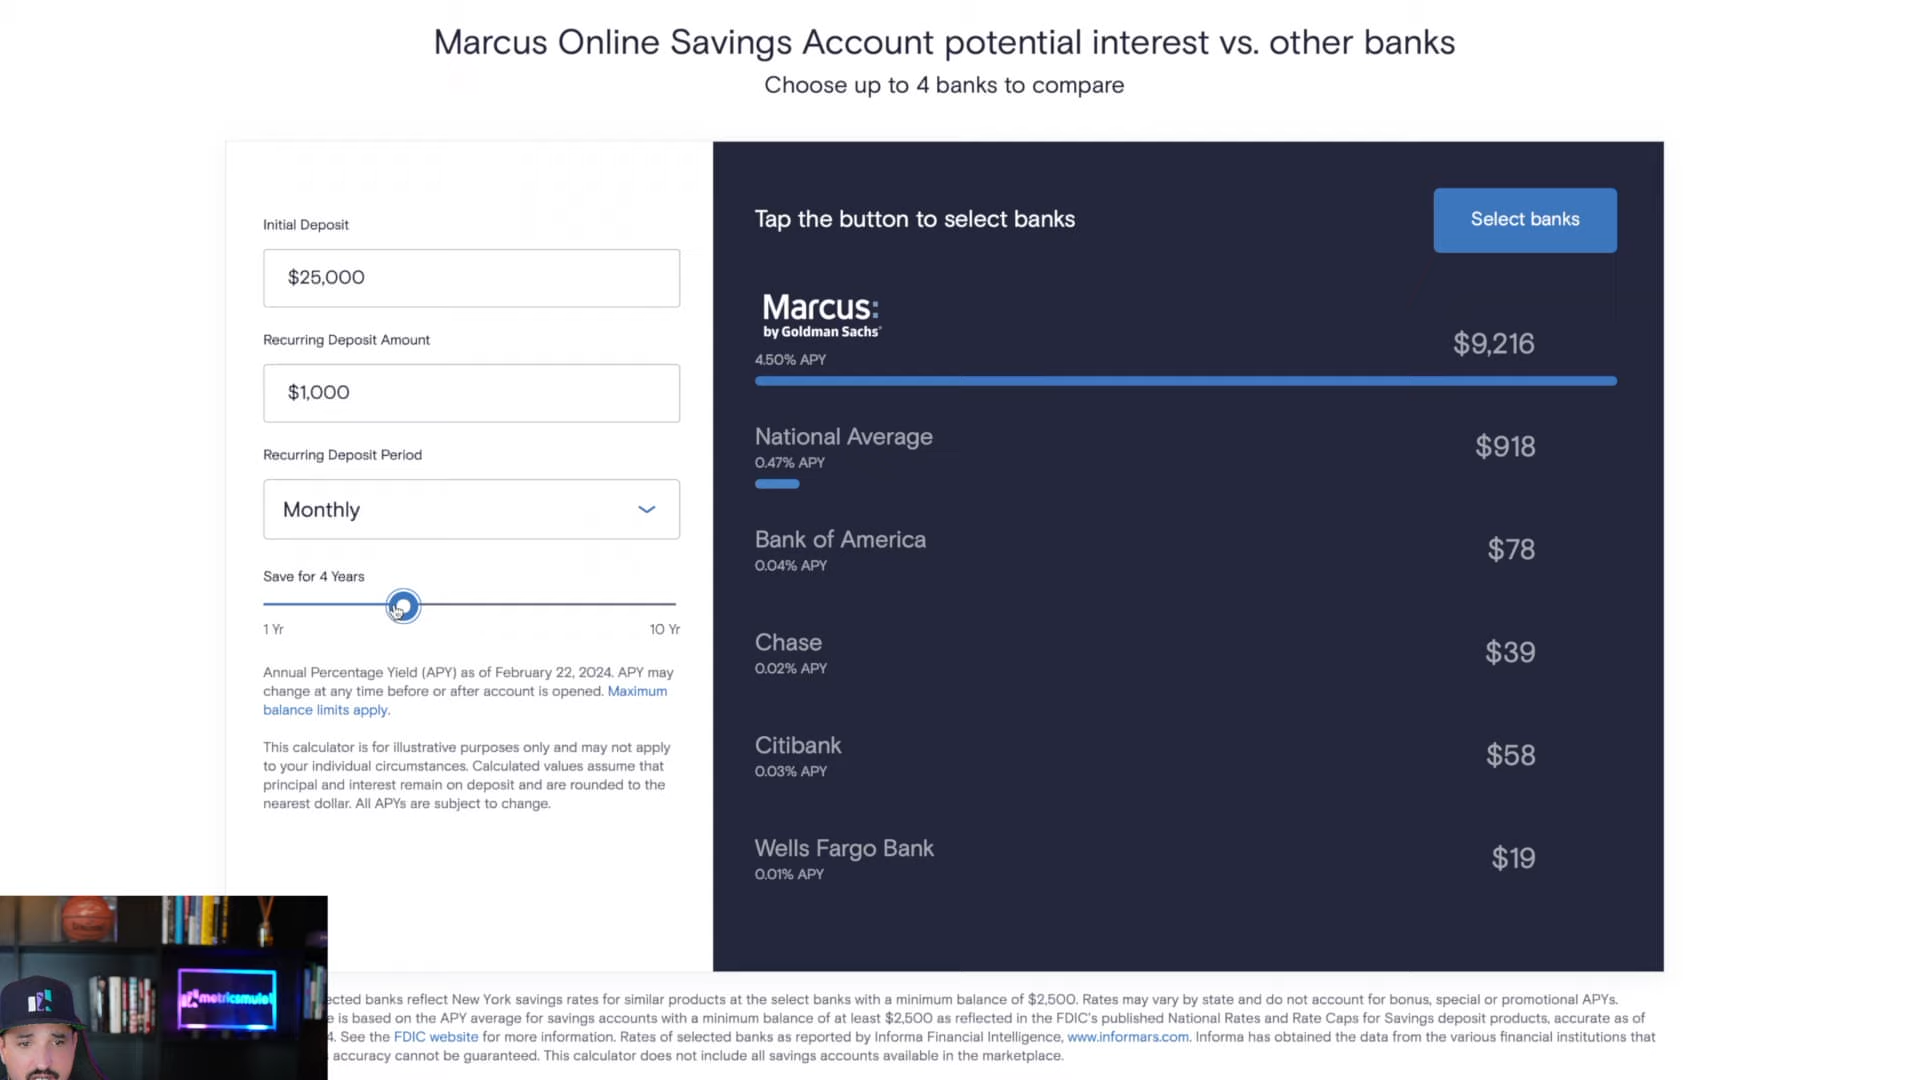 Marcus Online Savings Account potential interest vs. other banks
Choose up to 4 banks to compare
Initial Deposit
$25,000
Recurring Deposit Amount
$1,000
Recurring Deposit Period
Monthly
Save for 4 Years
1 Yr
10 Yr
Annual Percentage Yield (APY) as of February 22, 2024. APY may
change at any time before or after account is opened. Maximum
balance limits apply.
This calculator is for illustrative purposes only and may not apply
to your individual circumstances. Calculated values assume that
principal and interest remain on deposit and are rounded to the
nearest dollar. All APYs are subject to change.
Tap the button to select banks
Select banks
Marcus:
by Goldman Sachs®
4.50% APY
$9,216
National Average
0.47% APY
$918
Bank of America
0.04% APY
$78
Chase
0.02% APY
$39
Citibank
0.03% APY
$58
Wells Fargo Bank
0.01% APY
$19
banks reflect New York savings rates for similar products at the select banks with a minimum balance of $2,500. Rates may vary by state and do not account for bonus, special or promotional APYs.
is based on the APY average for savings accounts with a minimum balance of at least $2,500 as reflected in the FDIC's published National Rates and Rate Caps for Savings deposit products, accurate as of
4. See the FDIC website for more information. Rates of selected banks as reported by Informa Financial Intelligence, www.informars.com. Informa has obtained the data from the various financial institutions that
accuracy cannot be guaranteed. This calculator does not include all savings accounts available in the marketplace.
metricsmule